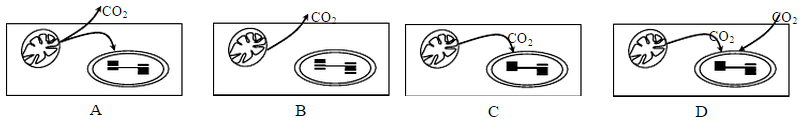 CO₂ CO₂ CO₂ CO₂ CO₂
A B C D